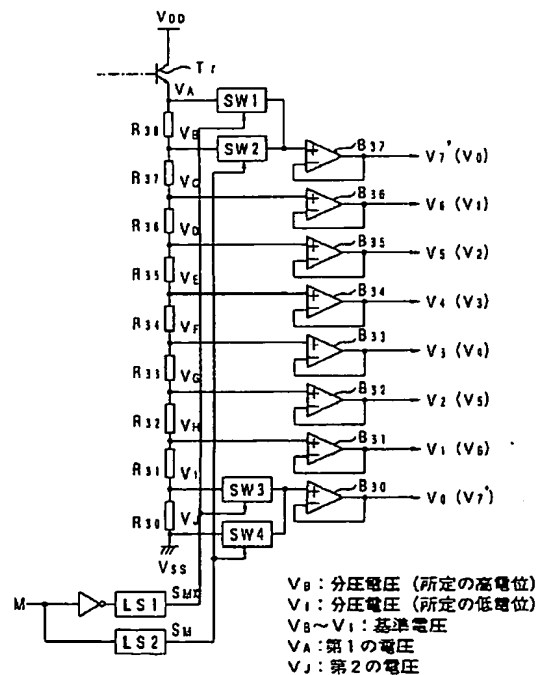 VDD
Tr
VA
SW1
R38
VB
SW2
B37
V7'(V0)
R37
VC
B36
V6(V1)
R36
VD
B35
V5(V2)
R35
VE
B34
V4(V3)
R34
VF
B33
V3(V4)
R33
VG
B32
V2(V5)
R32
VH
B31
V1(V6)
R31
VI
SW3
B30
V0(V7')
R30
VJ
SW4
VSS
M
LS1
LS2
SM
VB：分圧電圧（所定の高電位）
VI：分圧電圧（所定の低電位）
VB～VI：基準電圧
VA：第1の電圧
VJ：第2の電圧